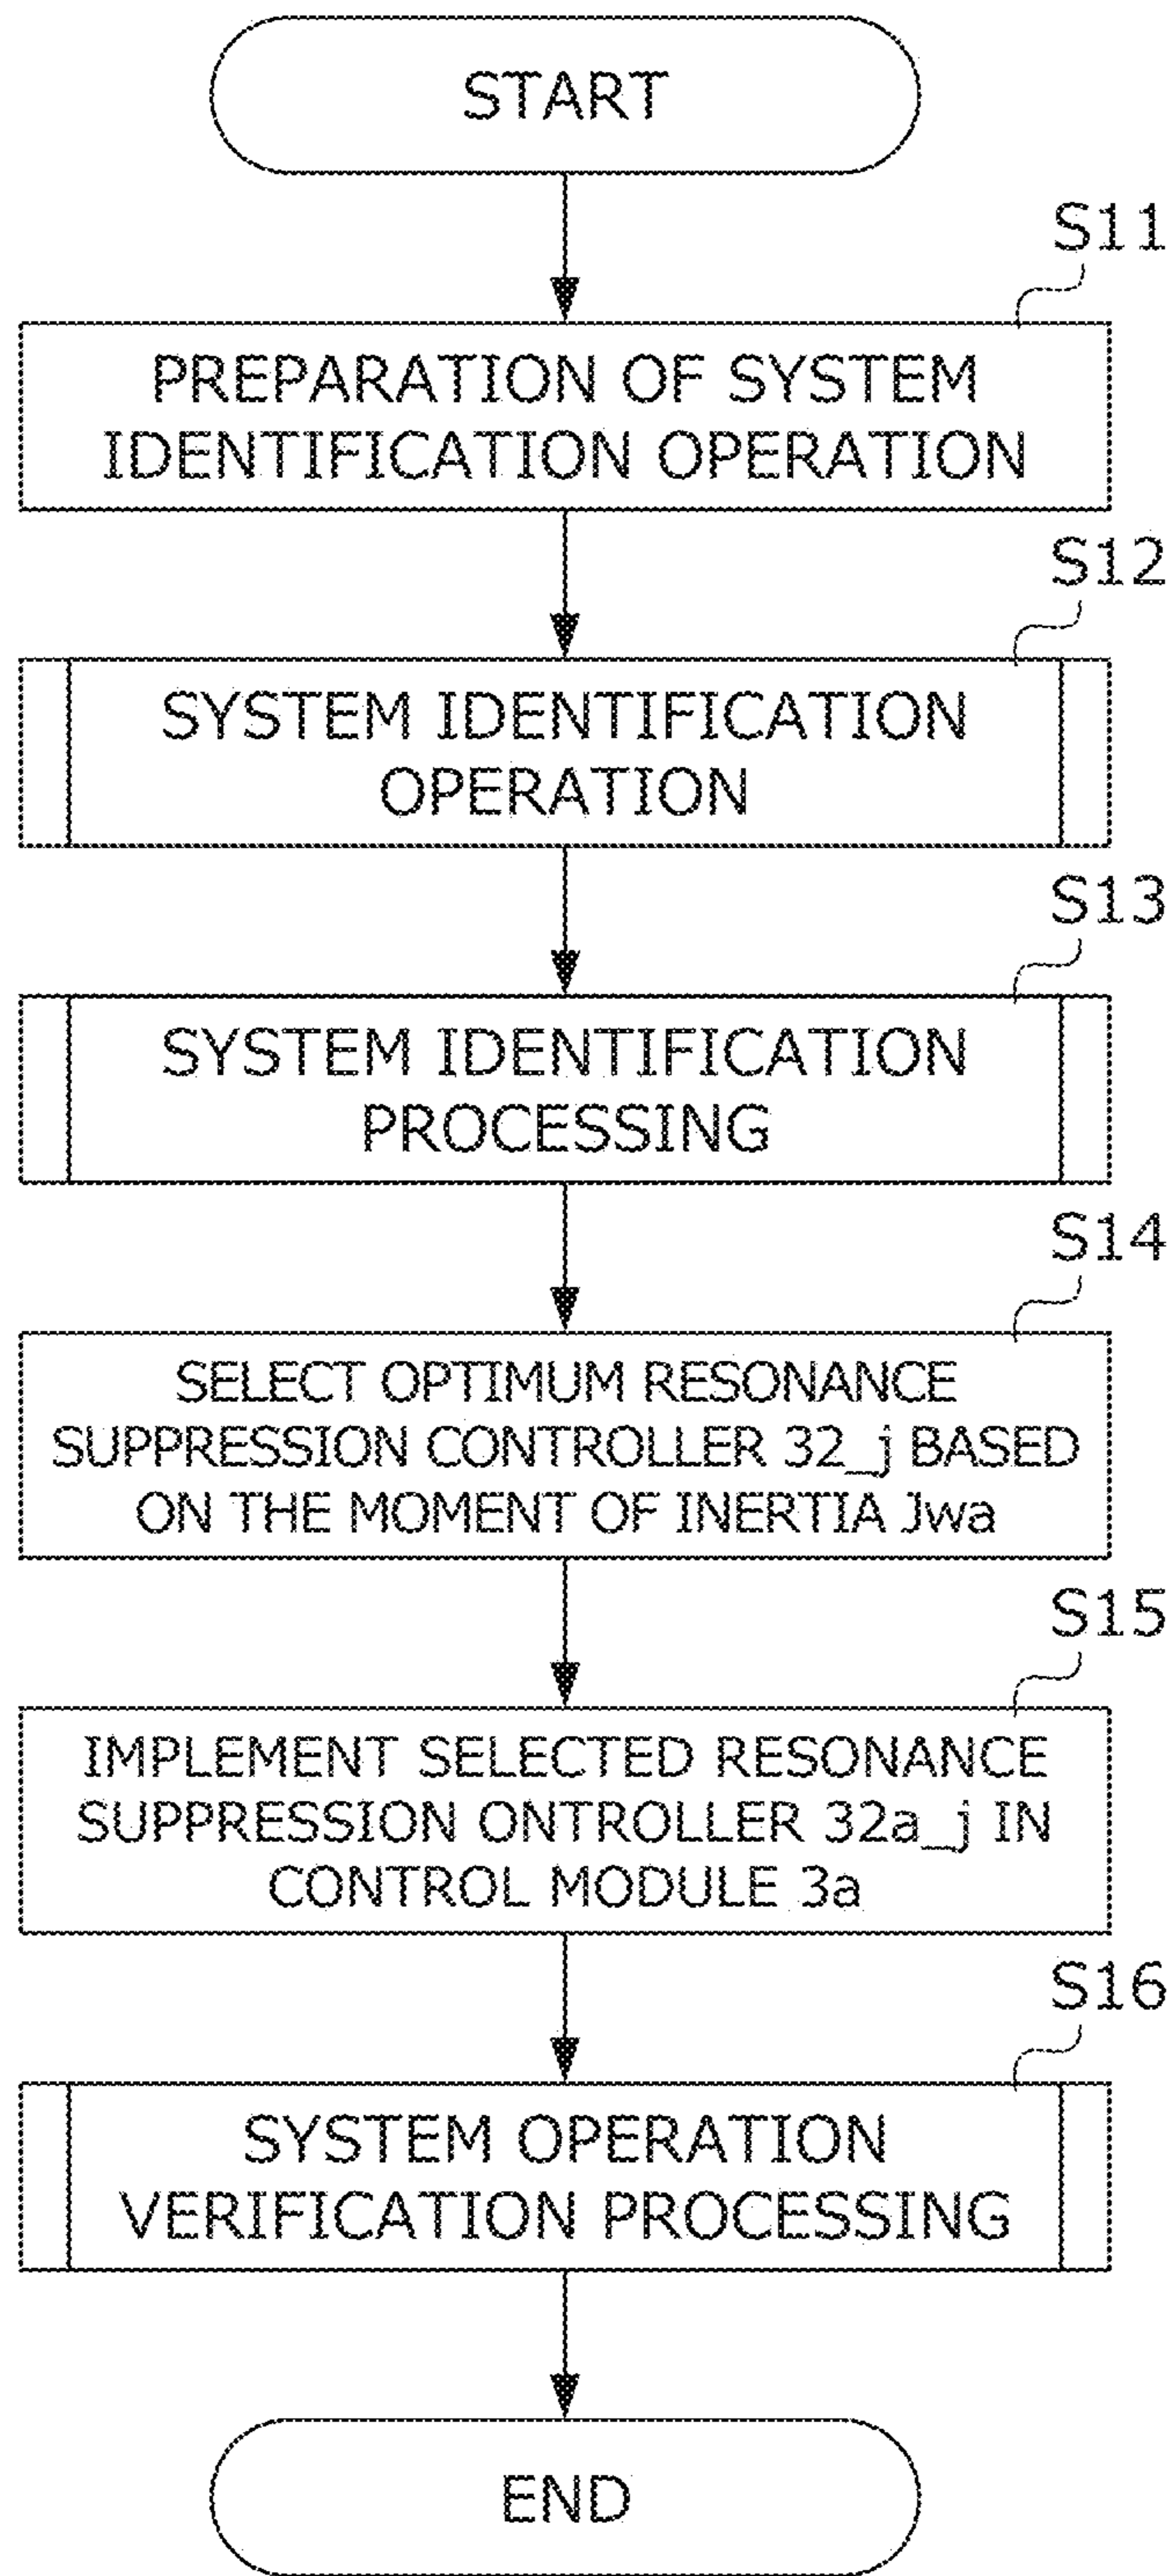 START
S11
PREPARATION OF SYSTEM
IDENTIFICATION OPERATION
S12
SYSTEM IDENTIFICATION
OPERATION
S13
SYSTEM IDENTIFICATION
PROCESSING
S14
SELECT OPTIMUM RESONANCE
SUPPRESSION CONTROLLER 32_j BASED
ON THE MOMENT OF INERTIA Jwa
S15
IMPLEMENT SELECTED RESONANCE
SUPPRESSION ONTROLLER 32a_j IN
CONTROL MODULE 3a
S16
SYSTEM OPERATION
VERIFICATION PROCESSING
END